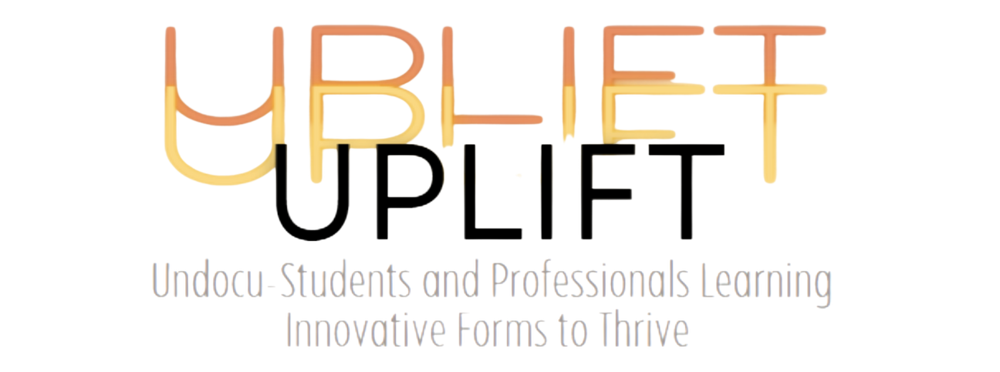 UPLIFT
UPLIFT
UPLIFT
Undocu-Students and Professionals Learning
Innovative Forms to Thrive